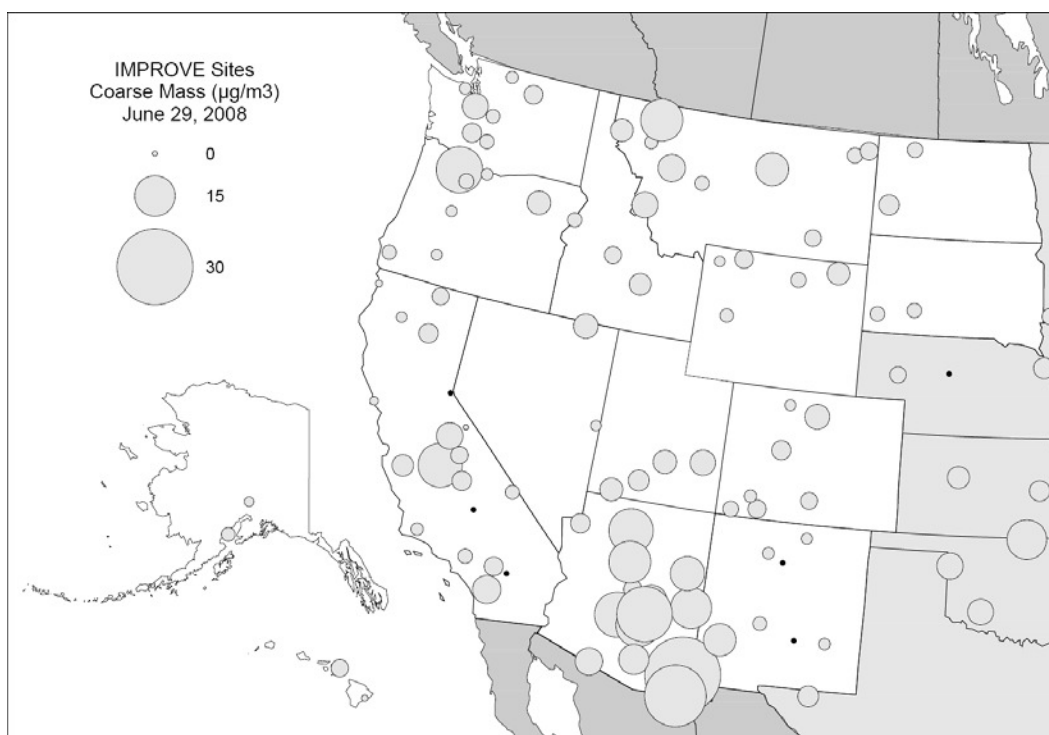 IMPROVE Sites
Coarse Mass (µg/m3)
June 29, 2008
0
15
30